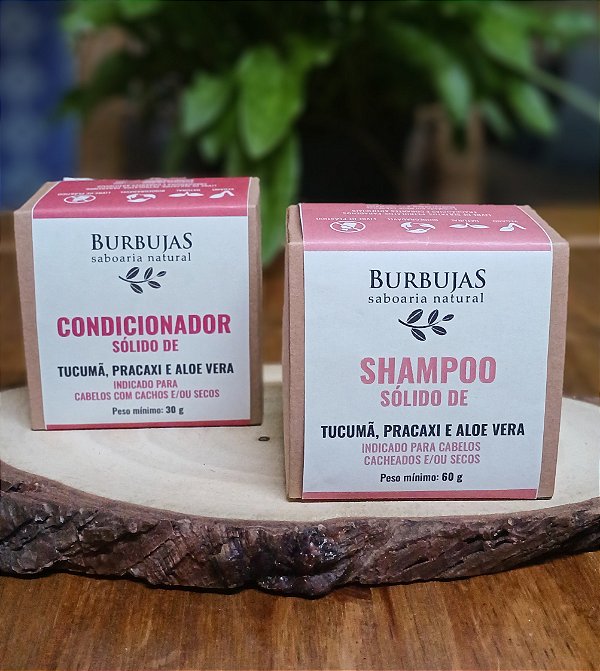 BURBUJAS
saboaria natural
CONDICIONADOR
SÓLIDO DE
TUCUMÃ, PRACAXI E ALOE VERA
INDICADO PARA
CABELOS COM CACHOS E/OU SECOS
Peso mínimo: 30 g
BURBUJAS
saboaria natural
SHAMPOO
SÓLIDO DE
TUCUMÃ, PRACAXI E ALOE VERA
INDICADO PARA CABELOS
CACHEADOS E/OU SECOS
Peso mínimo: 60 g